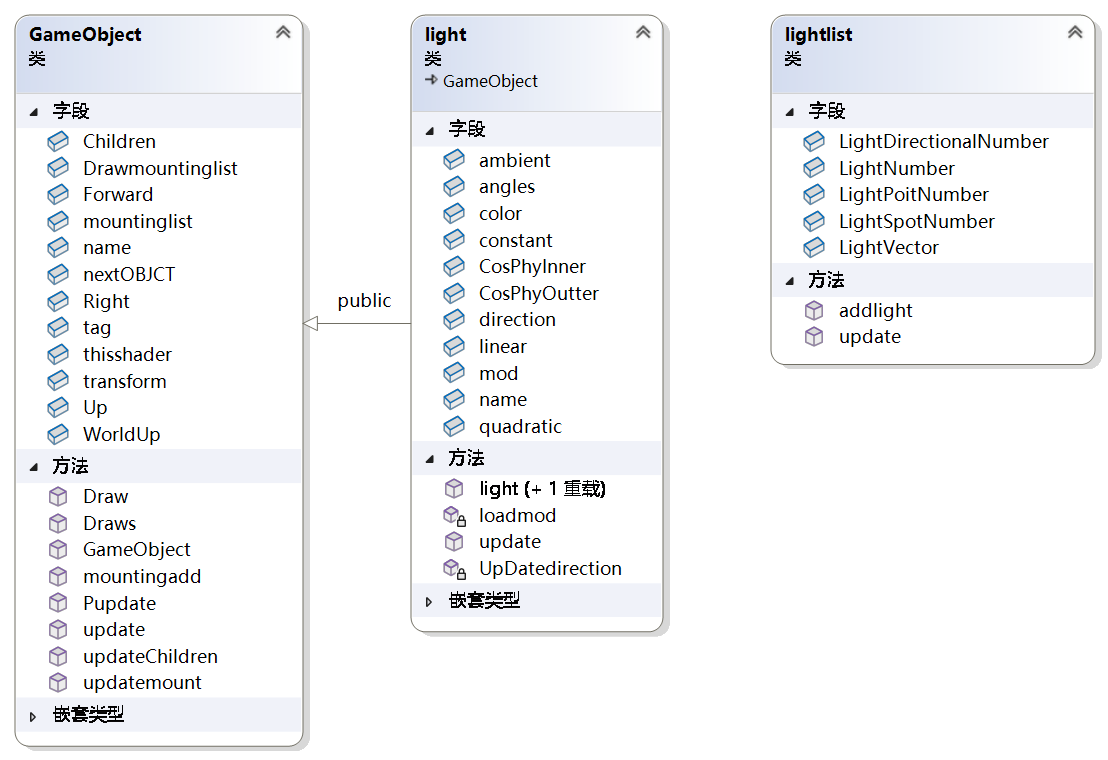 GameObject
类
字段
Children
Drawmountinglist
Forward
mountinglist
name
nextOBJCT
Right
tag
thisshader
transform
Up
WorldUp
方法
Draw
Draws
GameObject
mountingadd
Pupdate
update
updateChildren
updatemount
嵌套类型
public
light
类
GameObject
字段
ambient
angles
color
constant
CosPhyInner
CosPhyOutter
direction
linear
mod
name
quadratic
方法
light (+ 1 重载)
loadmod
update
UpDatedirection
嵌套类型
lightlist
类
字段
LightDirectionalNumber
LightNumber
LightPoitNumber
LightSpotNumber
LightVector
方法
addlight
update